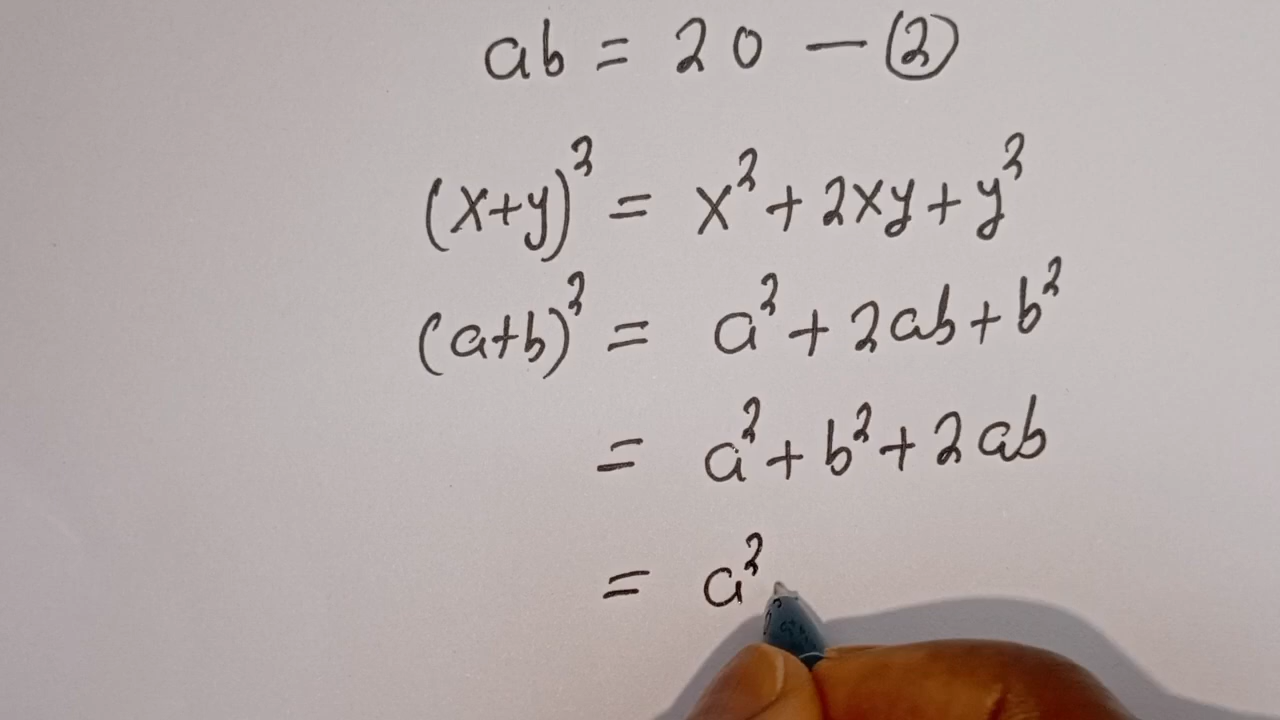 ab = 20 — ②
(x+y)² = x² + 2xy + y²
(a+b)² = a² + 2ab + b²
= a² + b² + 2ab
= a²